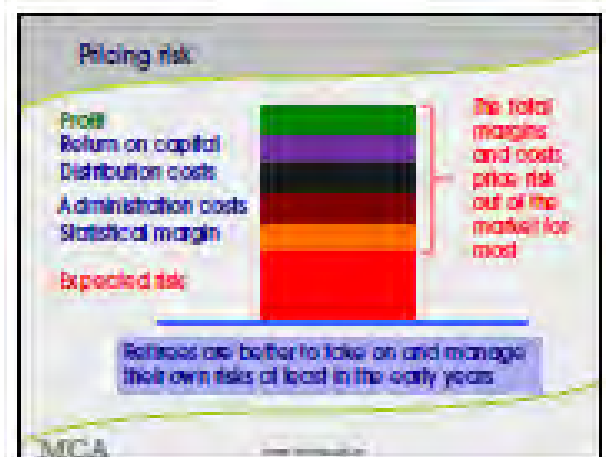 Pricing risk
Profit
Return on capital
Distribution costs
Administration costs
Statistical margin
Expected risk
The total
margins
and costs
price risk
out of the
market for
most
Retirees are better to take on and manage
their own risks at least in the early years
MCA